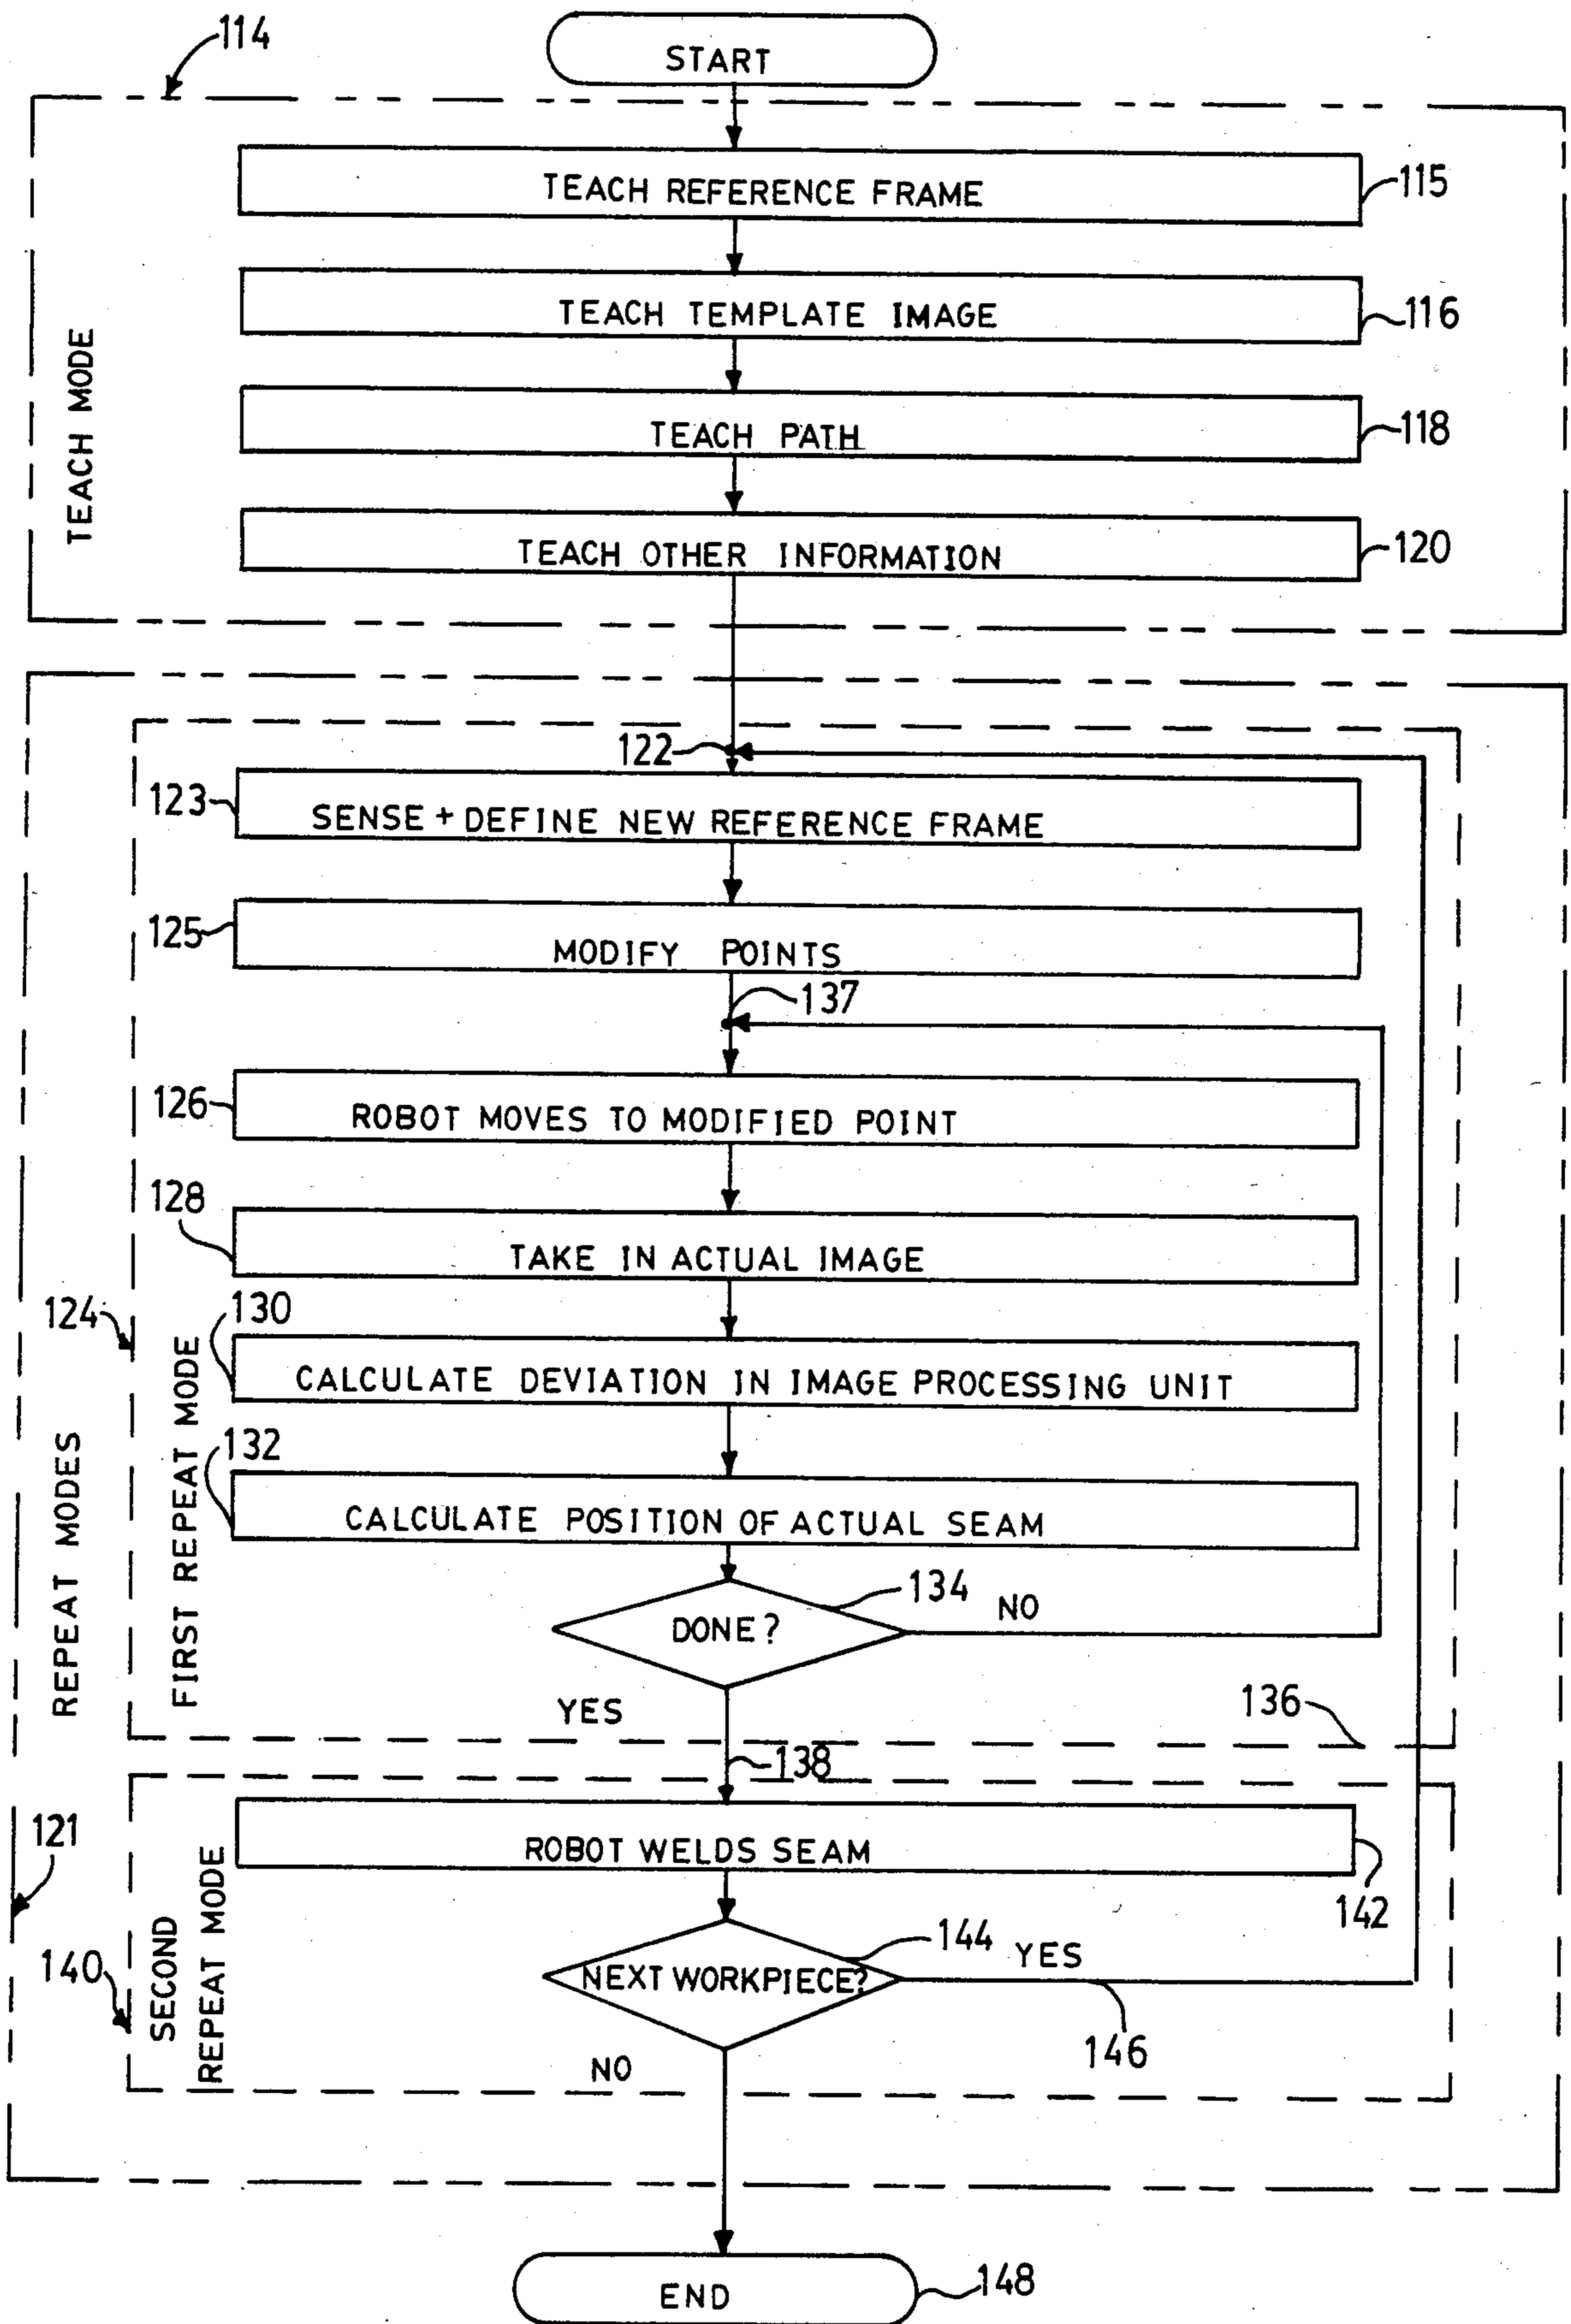 114
START
TEACH REFERENCE FRAME
115
TEACH TEMPLATE IMAGE
116
TEACH PATH
118
TEACH OTHER INFORMATION
120
TEACH MODE
122
123
SENSE + DEFINE NEW REFERENCE FRAME
125
MODIFY POINTS
137
126
ROBOT MOVES TO MODIFIED POINT
128
TAKE IN ACTUAL IMAGE
124
130
CALCULATE DEVIATION IN IMAGE PROCESSING UNIT
132
CALCULATE POSITION OF ACTUAL SEAM
134
DONE?
NO
YES
136
REPEAT MODES
FIRST REPEAT MODE
138
121
ROBOT WELDS SEAM
142
144
NEXT WORKPIECE?
YES
146
140
SECOND
REPEAT MODE
NO
END
148